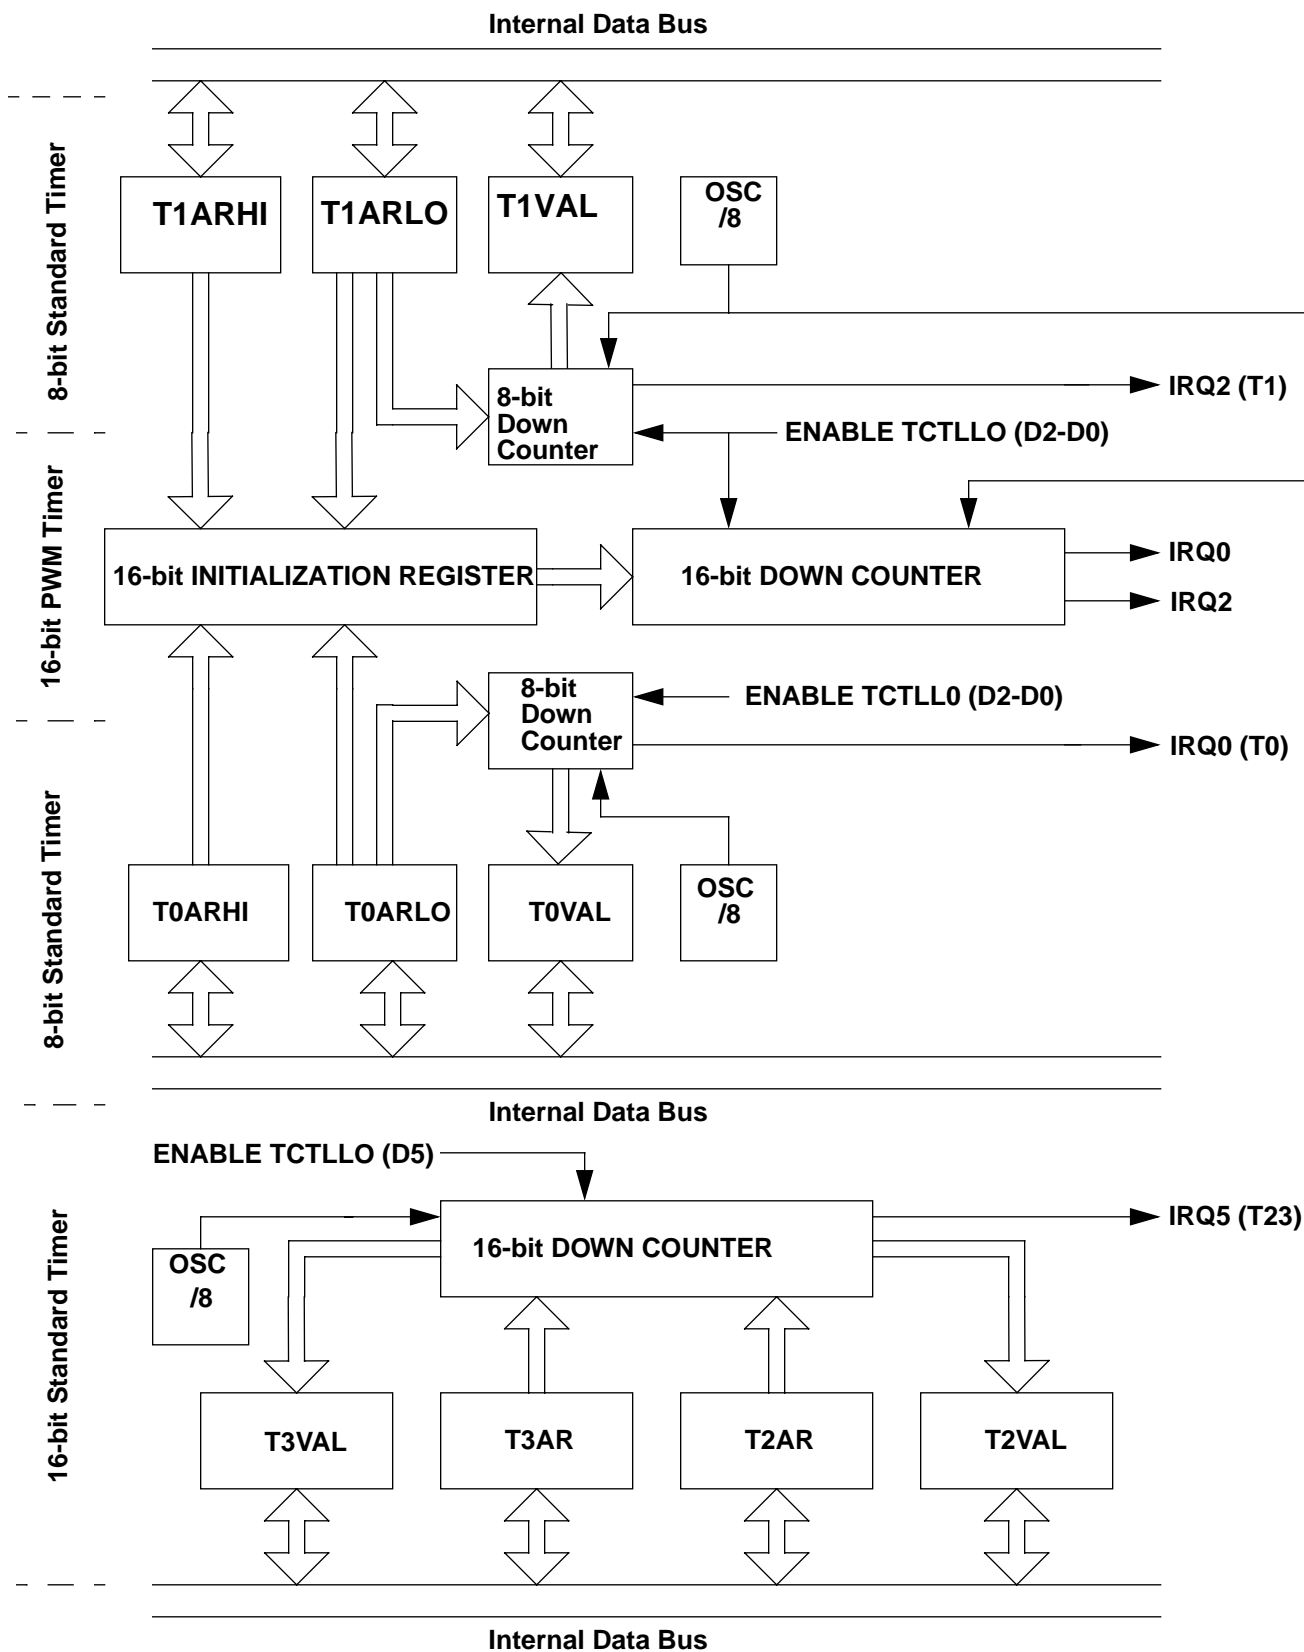 Internal Data Bus
8-bit Standard Timer
T1ARHI
T1ARLO
T1VAL
OSC
/8
8-bit
Down
Counter
IRQ2 (T1)
ENABLE TCTLLO (D2-D0)
16-bit PWM Timer
16-bit INITIALIZATION REGISTER
16-bit DOWN COUNTER
IRQ0
IRQ2
8-bit
Down
Counter
ENABLE TCTLL0 (D2-D0)
IRQ0 (T0)
8-bit Standard Timer
T0ARHI
T0ARLO
T0VAL
OSC
/8
Internal Data Bus
ENABLE TCTLLO (D5)
16-bit Standard Timer
OSC
/8
16-bit DOWN COUNTER
IRQ5 (T23)
T3VAL
T3AR
T2AR
T2VAL
Internal Data Bus